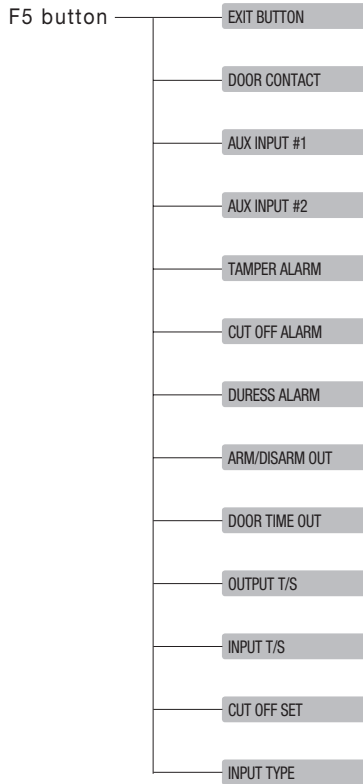 F5 button
EXIT BUTTON
DOOR CONTACT
AUX INPUT #1
AUX INPUT #2
TAMPER ALARM
CUT OFF ALARM
DURESS ALARM
ARM/DISARM OUT
DOOR TIME OUT
OUTPUT T/S
INPUT T/S
CUT OFF SET
INPUT TYPE